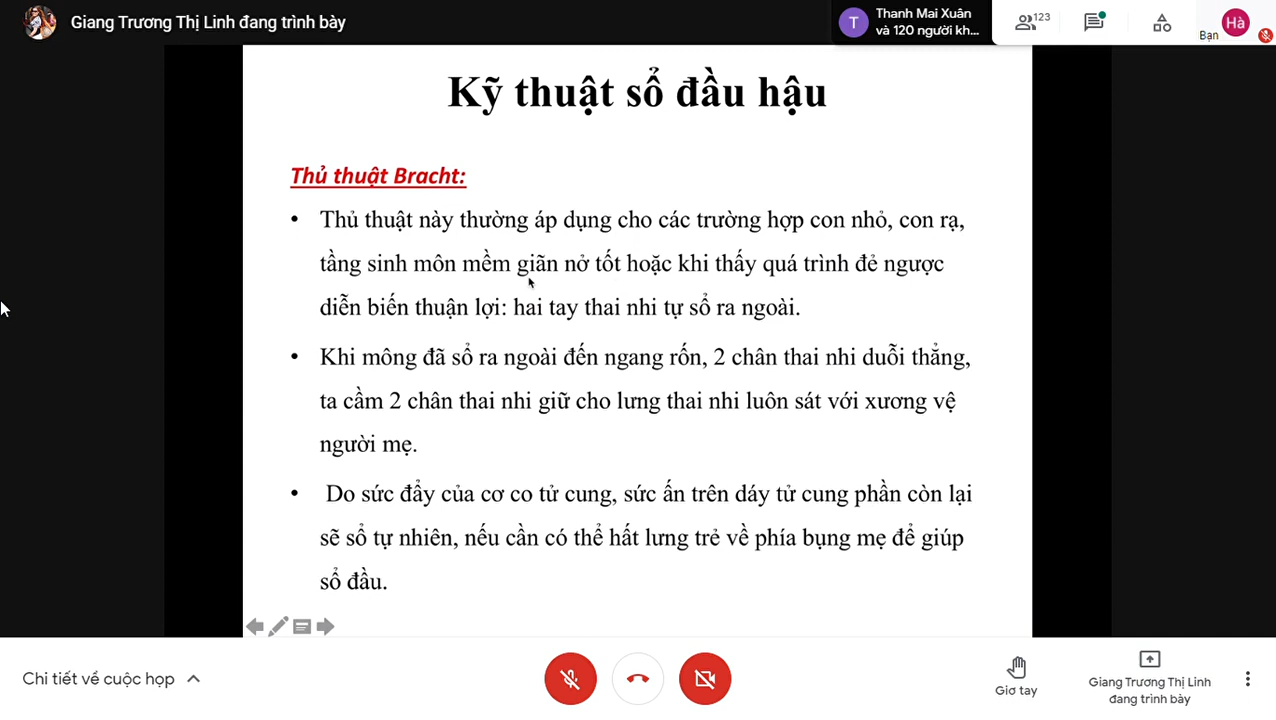 Giang Trương Thị Linh đang trình bày
T
Thanh Mai Xuân
và 120 người kh...
123
Bạn
Hà
Kỹ thuật sổ đầu hậu
Thủ thuật Bracht:
• Thủ thuật này thường áp dụng cho các trường hợp con nhỏ, con rạ,
tầng sinh môn mềm giãn nở tốt hoặc khi thấy quá trình đẻ ngược
diễn biến thuận lợi: hai tay thai nhi tự sổ ra ngoài.
• Khi mông đã sổ ra ngoài đến ngang rốn, 2 chân thai nhi duỗi thẳng,
ta cầm 2 chân thai nhi giữ cho lưng thai nhi luôn sát với xương vệ
người mẹ.
• Do sức đẩy của cơ co tử cung, sức ấn trên dáy tử cung phần còn lại
sẽ sổ tự nhiên, nếu cần có thể hất lưng trẻ về phía bụng mẹ để giúp
sổ đầu.
Chi tiết về cuộc họp
Giơ tay
Giang Trương Thị Linh
đang trình bày